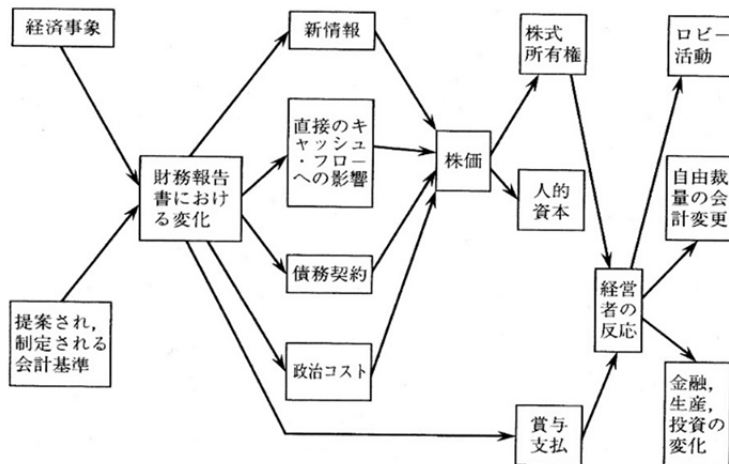 経済事象
新情報
株式
所有権
ロビー
活動
直接のキ
ャッシュ
・フロー
への影響
株価
財務報告
書におけ
る変化
人的
資本
自由裁
量の会
計変更
債務契約
経営
者の
反応
提案され，
制定される
会計基準
政治コスト
金融，
生産，
投資の
変化
賞与
支払